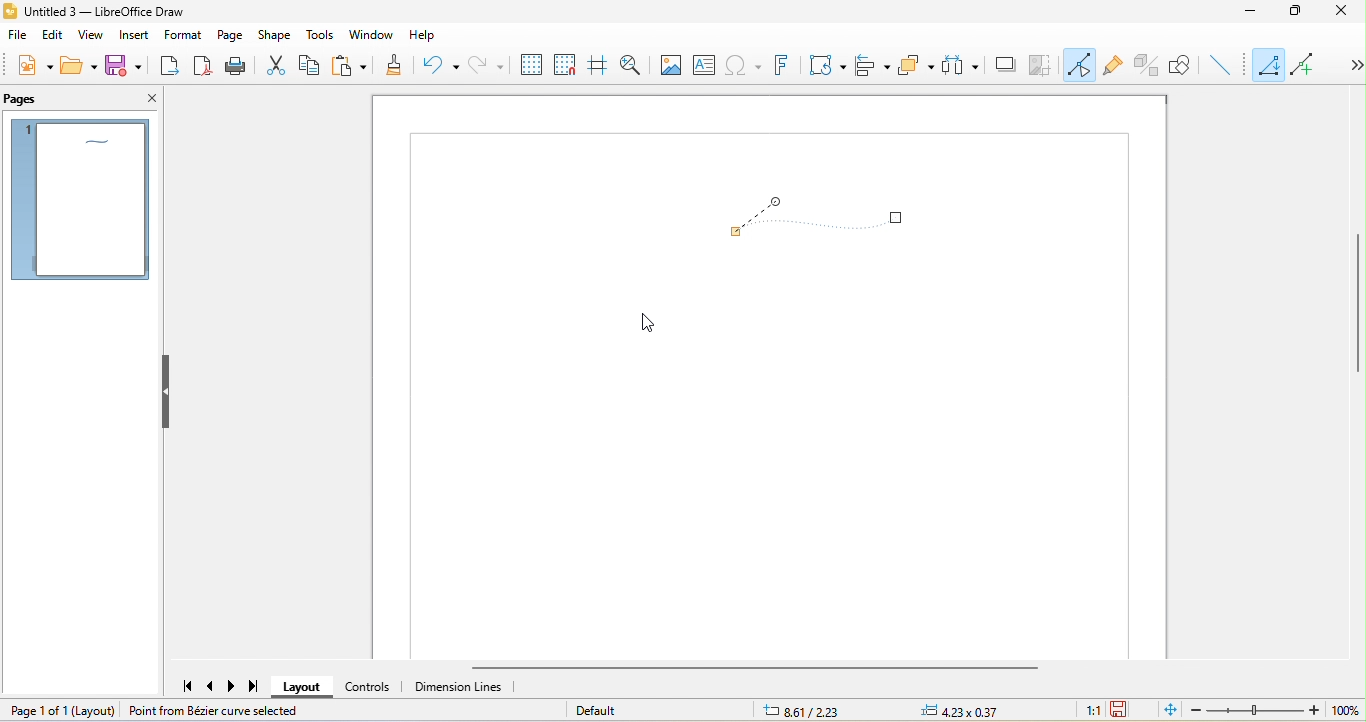 Untitled 3 — LibreOffice Draw
File Edit View Insert Format Page Shape Tools Window Help
Pages
1
Layout Controls Dimension Lines
Page 1 of 1 (Layout) Point from Bézier curve selected Default 8.61 / 2.23 4.23 x 0.37 1:1 100%